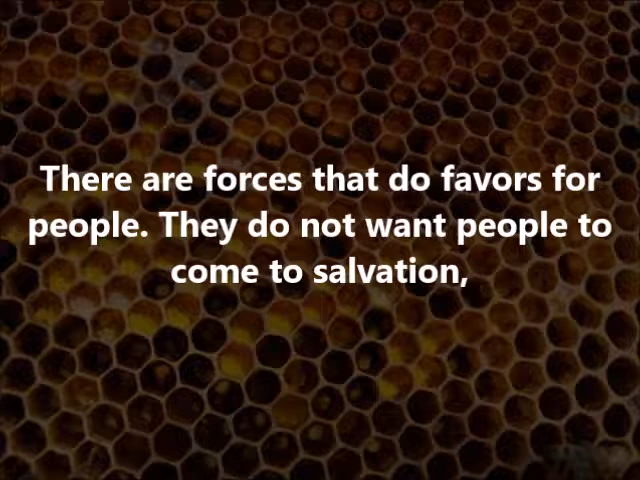 There are forces that do favors for
people. They do not want people to
come to salvation,